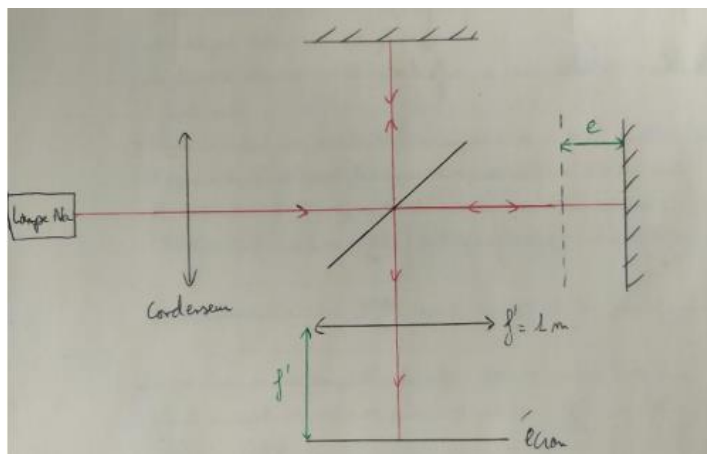 e
Lampe Na
Condenseur
f' = 1 m
f'
écran